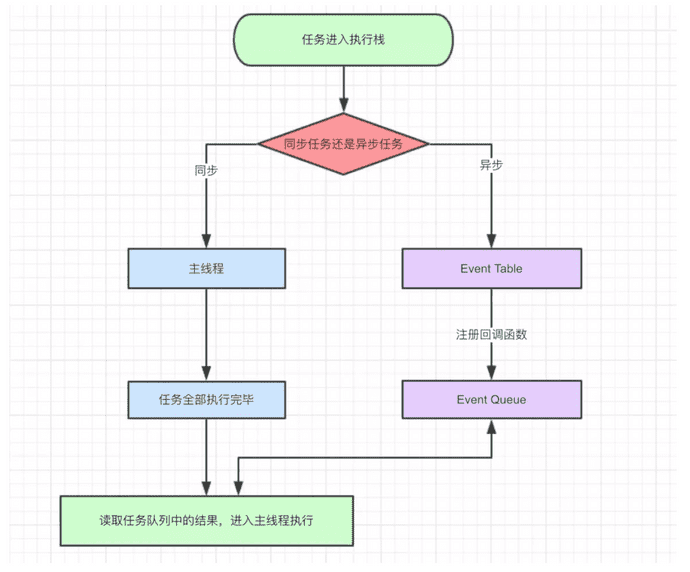 任务进入执行栈
同步任务还是异步任务
同步
异步
主线程
Event Table
注册回调函数
任务全部执行完毕
Event Queue
读取任务队列中的结果，进入主线程执行